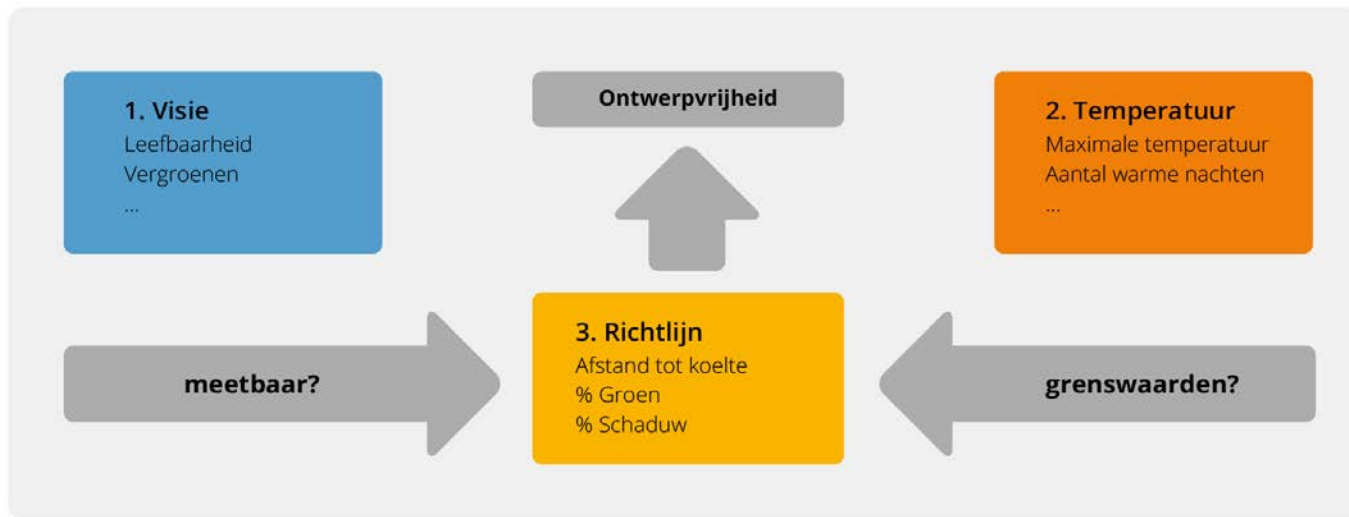 1. Visie
Leefbaarheid
Vergroenen
...
Ontwerpvrijheid
2. Temperatuur
Maximale temperatuur
Aantal warme nachten
...
meetbaar?
3. Richtlijn
Afstand tot koelte
% Groen
% Schaduw
grenswaarden?